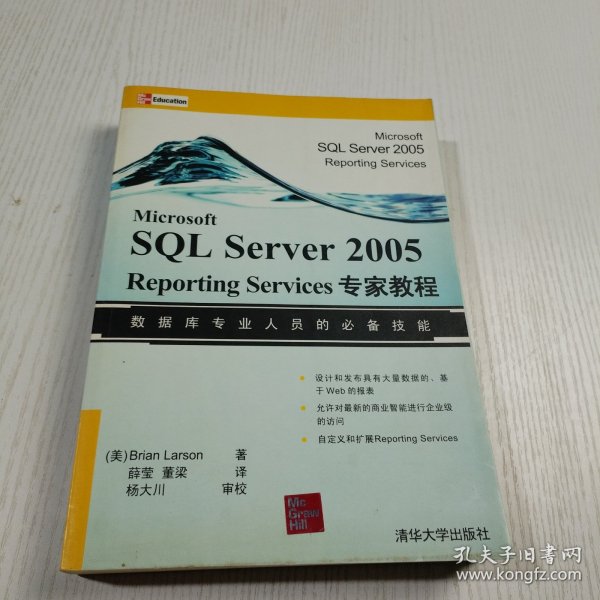 Mc Graw Hill Education
Microsoft
SQL Server 2005
Reporting Services
Microsoft
SQL Server 2005
Reporting Services 专家教程
数据库专业人员的必备技能
设计和发布具有大量数据的、基
于Web的报表
允许对最新的商业智能进行企业级
的访问
自定义和扩展Reporting Services
(美)Brian Larson 著
薛莹 董梁 译
杨大川 审校
Mc
Graw
Hill
清华大学出版社
孔夫子旧书网
www.kongfz.com